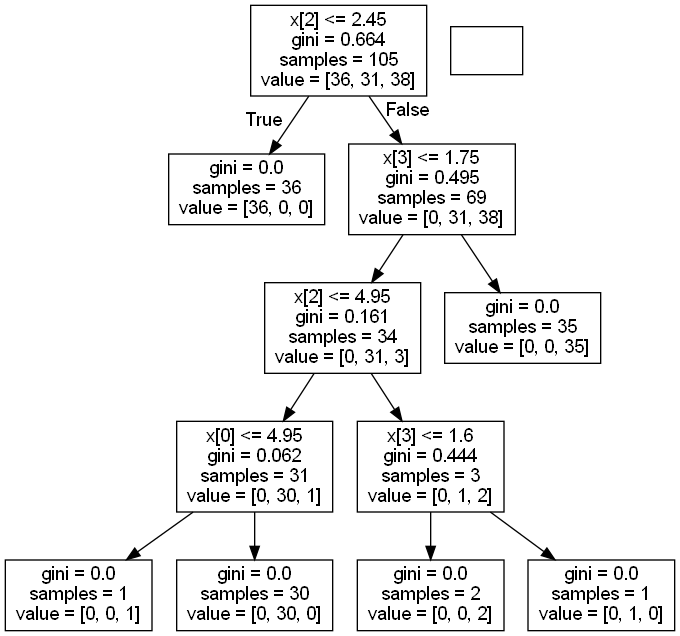 x[2] <= 2.45
gini = 0.664
samples = 105
value = [36, 31, 38]
True
False
gini = 0.0
samples = 36
value = [36, 0, 0]
x[3] <= 1.75
gini = 0.495
samples = 69
value = [0, 31, 38]
x[2] <= 4.95
gini = 0.161
samples = 34
value = [0, 31, 3]
gini = 0.0
samples = 35
value = [0, 0, 35]
x[0] <= 4.95
gini = 0.062
samples = 31
value = [0, 30, 1]
x[3] <= 1.6
gini = 0.444
samples = 3
value = [0, 1, 2]
gini = 0.0
samples = 1
value = [0, 0, 1]
gini = 0.0
samples = 30
value = [0, 30, 0]
gini = 0.0
samples = 2
value = [0, 0, 2]
gini = 0.0
samples = 1
value = [0, 1, 0]